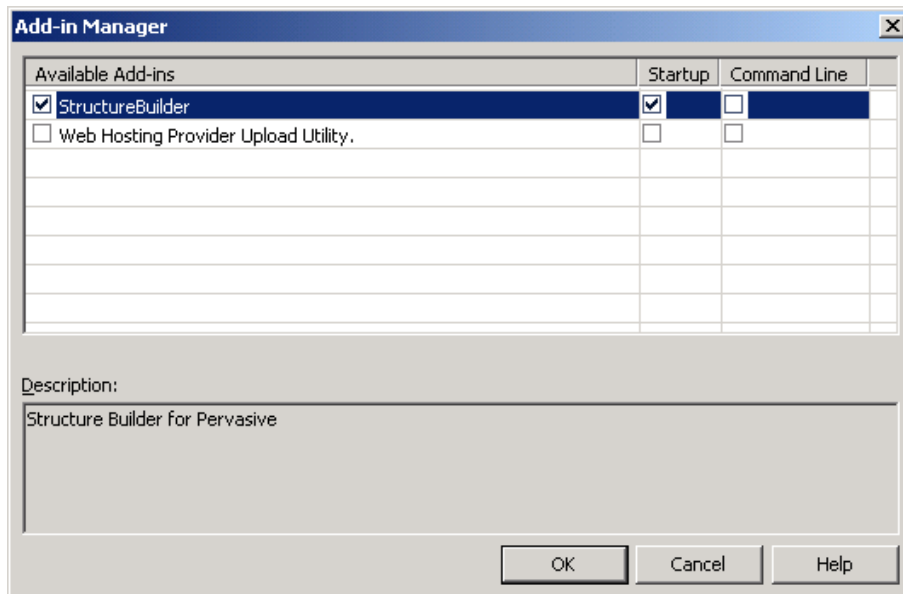 Add-in Manager
Available Add-ins Startup Command Line
StructureBuilder
Web Hosting Provider Upload Utility.
Description:
Structure Builder for Pervasive
OK Cancel Help